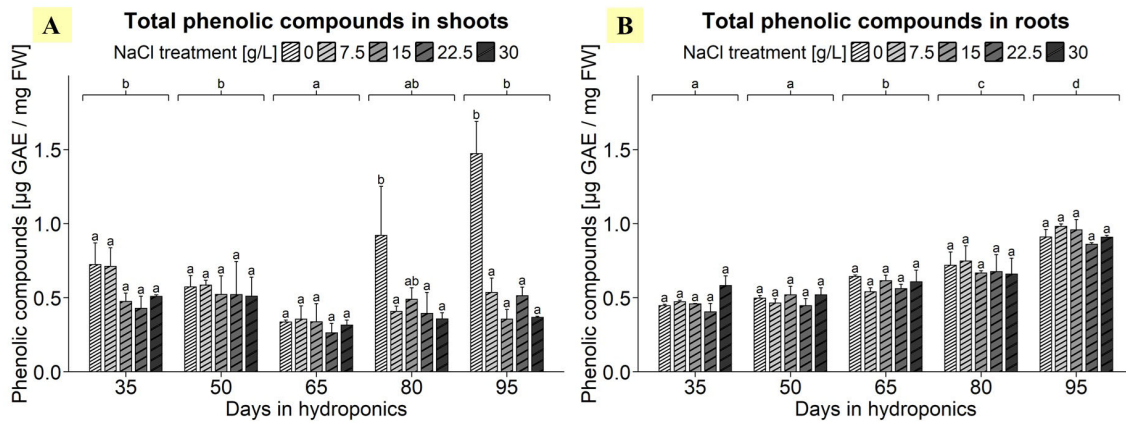 A
Total phenolic compounds in shoots
NaCl treatment [g/L] 0 7.5 15 22.5 30
Phenolic compounds [µg GAE / mg FW]
0.0
0.5
1.0
1.5
b b a ab b
a a a a a
a a a a a
a a a a a
b a ab a a
b a a a a
35 50 65 80 95
Days in hydroponics
B
Total phenolic compounds in roots
NaCl treatment [g/L] 0 7.5 15 22.5 30
Phenolic compounds [µg GAE / mg FW]
0.0
0.5
1.0
1.5
a a b c d
a a a a a
a a a a a
a a a a a
a a a a a
a a a a a
35 50 65 80 95
Days in hydroponics